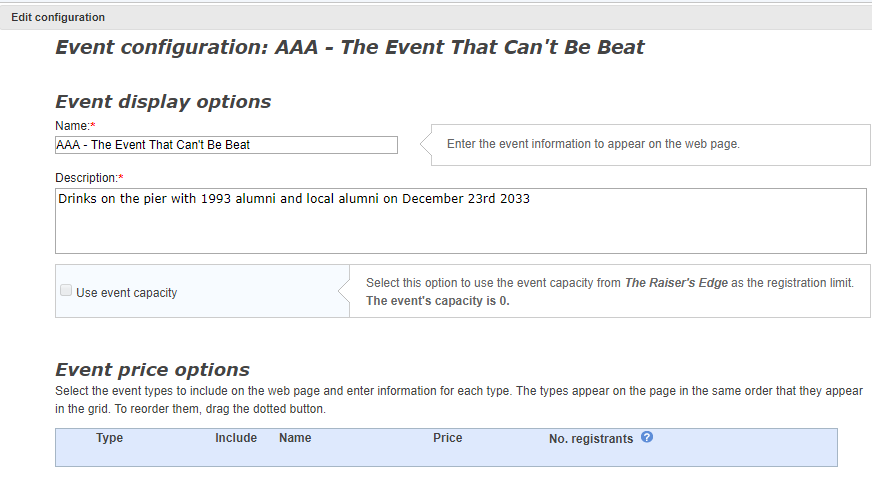 Edit configuration
Event configuration: AAA - The Event That Can't Be Beat
Event display options
Name:*
AAA - The Event That Can't Be Beat
Enter the event information to appear on the web page.
Description:*
Drinks on the pier with 1993 alumni and local alumni on December 23rd 2033
Use event capacity
Select this option to use the event capacity from The Raiser's Edge as the registration limit.
The event's capacity is 0.
Event price options
Select the event types to include on the web page and enter information for each type. The types appear on the page in the same order that they appear
in the grid. To reorder them, drag the dotted button.
Type Include Name Price No. registrants ?